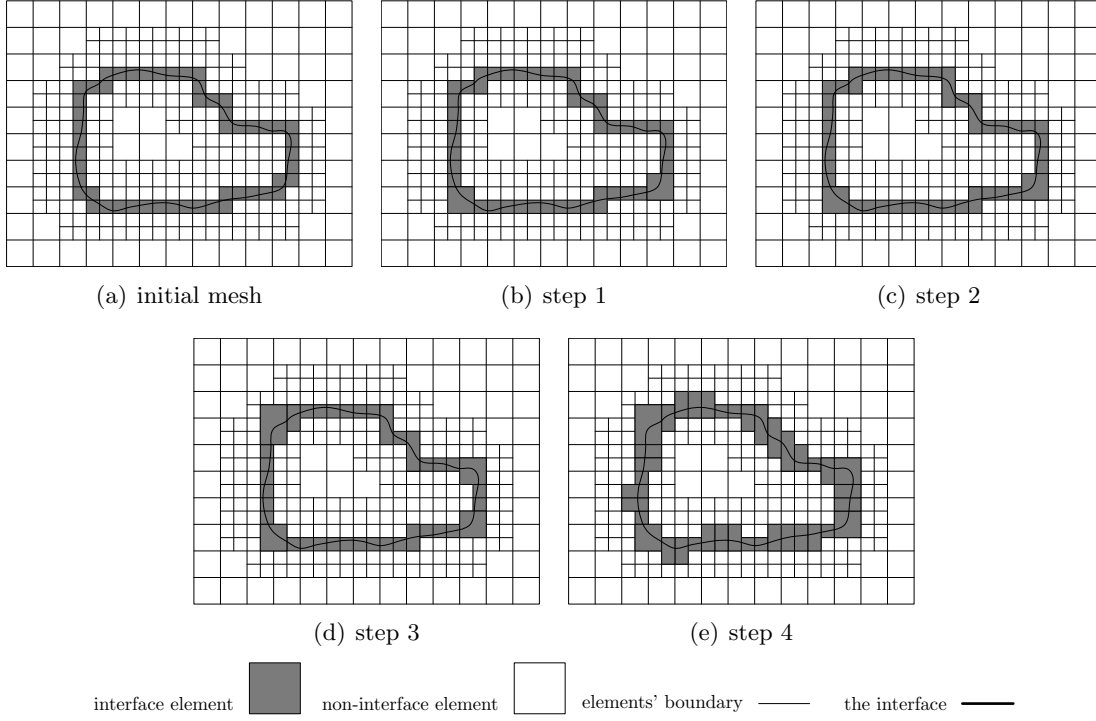 (a) initial mesh
(b) step 1
(c) step 2
(d) step 3
(e) step 4
interface element
non-interface element
elements' boundary
the interface